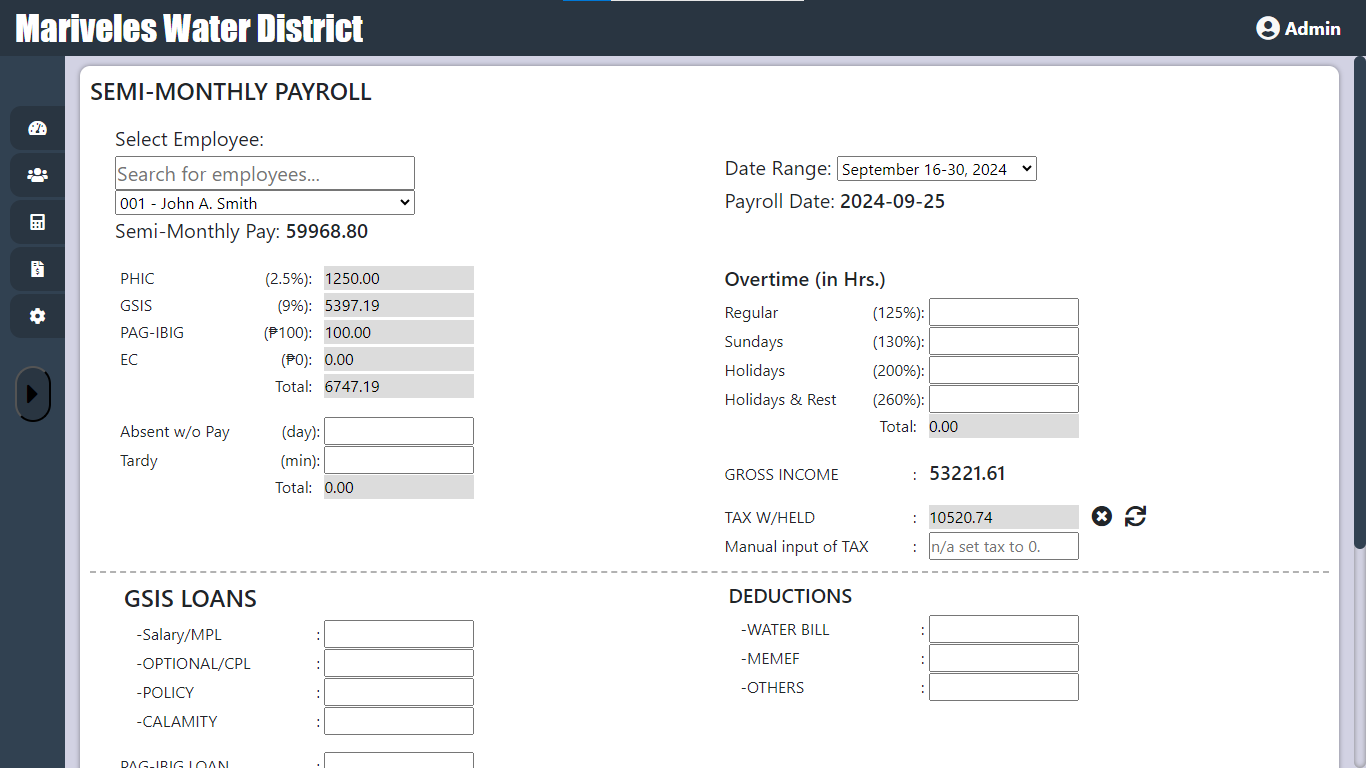 Mariveles Water District
Admin
SEMI-MONTHLY PAYROLL
Select Employee:
Search for employees...
001 - John A. Smith
Semi-Monthly Pay: 59968.80
Date Range: September 16-30, 2024
Payroll Date: 2024-09-25
PHIC (2.5%): 1250.00
GSIS (9%): 5397.19
PAG-IBIG (₱100): 100.00
EC (₱0): 0.00
Total: 6747.19
Absent w/o Pay (day):
Tardy (min):
Total: 0.00
Overtime (in Hrs.)
Regular (125%):
Sundays (130%):
Holidays (200%):
Holidays & Rest (260%):
Total: 0.00
GROSS INCOME : 53221.61
TAX W/HELD : 10520.74
Manual input of TAX : n/a set tax to 0.
GSIS LOANS
-Salary/MPL :
-OPTIONAL/CPL :
-POLICY :
-CALAMITY :
PAG-IBIG LOAN :
DEDUCTIONS
-WATER BILL :
-MEMEF :
-OTHERS :